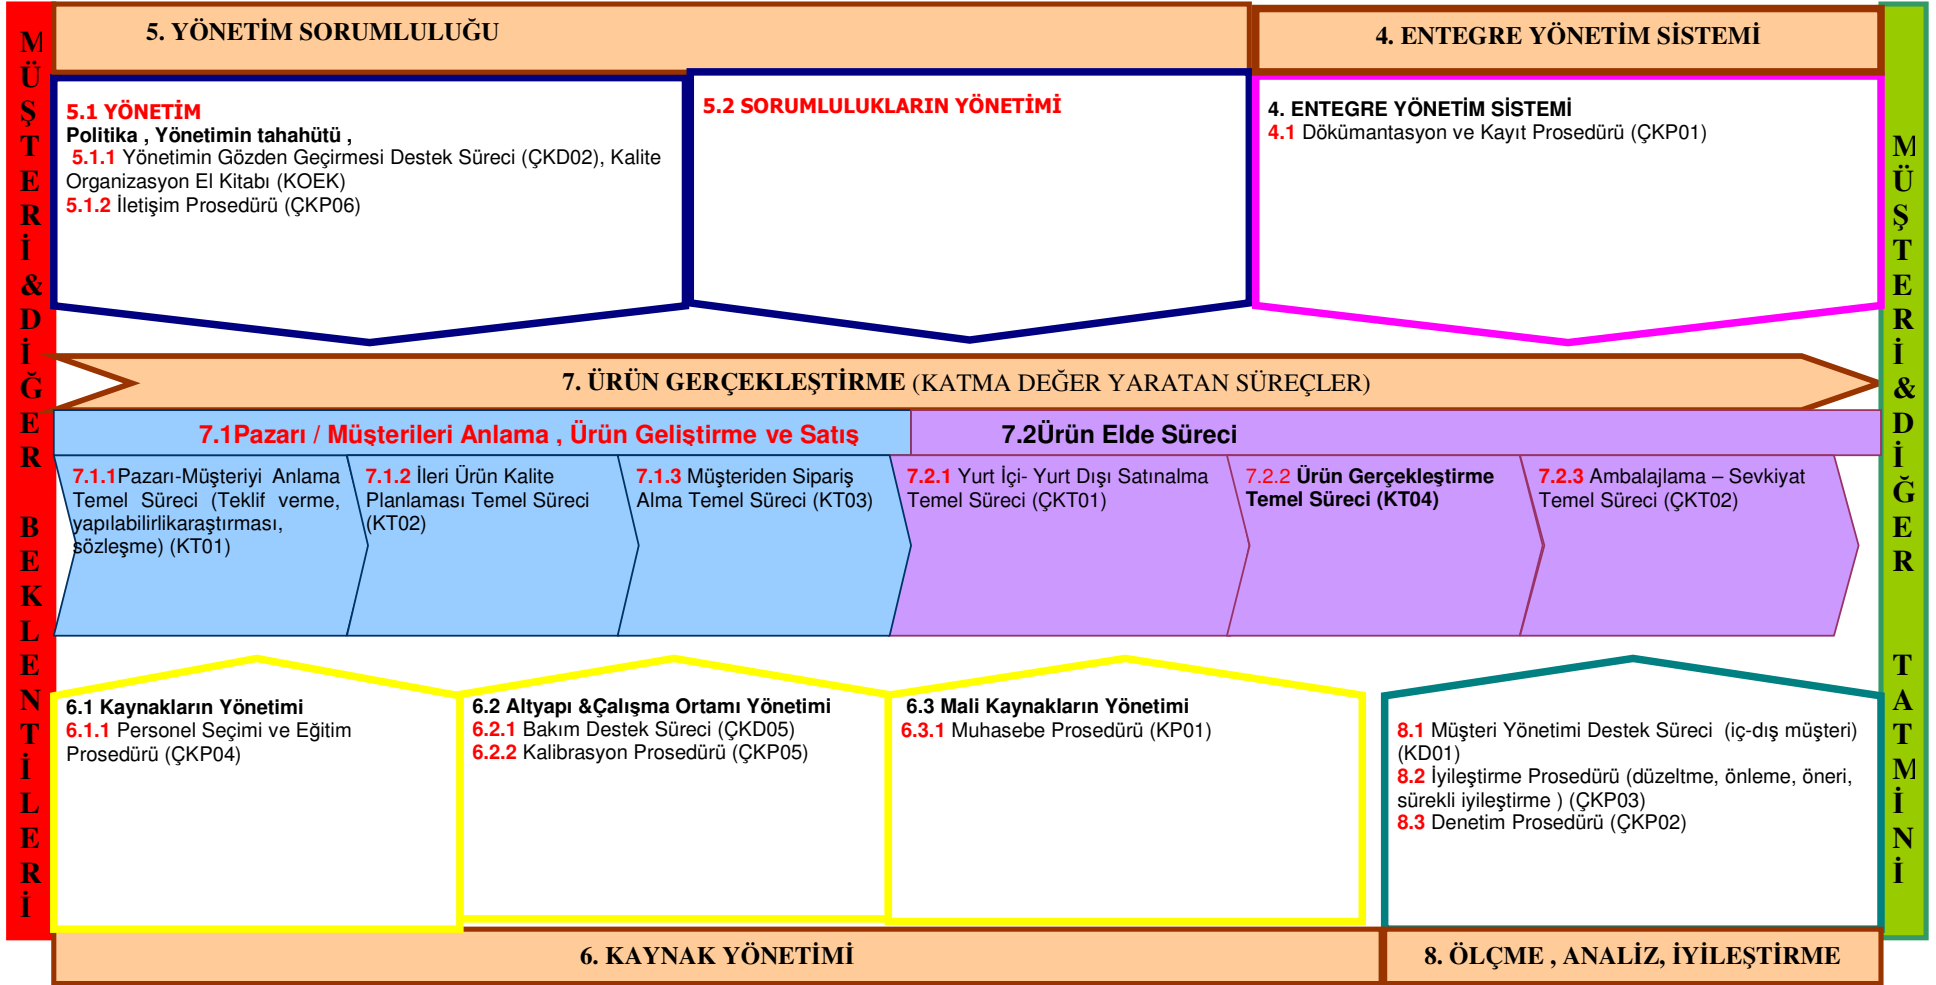 MÜŞTERİ&DİĞER BEKLENTİLERİ
5. YÖNETİM SORUMLULUĞU
4. ENTEGRE YÖNETİM SİSTEMİ
5.1 YÖNETİM
Politika , Yönetimin tahahütü ,
5.1.1 Yönetimin Gözden Geçirmesi Destek Süreci (ÇKD02), Kalite
Organizasyon El Kitabı (KOEK)
5.1.2 İletişim Prosedürü (ÇKP06)
5.2 SORUMLULUKLARIN YÖNETİMİ
4. ENTEGRE YÖNETİM SİSTEMİ
4.1 Dökümantasyon ve Kayıt Prosedürü (ÇKP01)
7. ÜRÜN GERÇEKLEŞTİRME (KATMA DEĞER YARATAN SÜREÇLER)
7.1Pazarı / Müşterileri Anlama , Ürün Geliştirme ve Satış
7.2Ürün Elde Süreci
7.1.1Pazarı-Müşteriyi Anlama
Temel Süreci (Teklif verme,
yapılabilirlikaraştırması,
sözleşme) (KT01)
7.1.2 İleri Ürün Kalite
Planlaması Temel Süreci
(KT02)
7.1.3 Müşteriden Sipariş
Alma Temel Süreci (KT03)
7.2.1 Yurt İçi- Yurt Dışı Satınalma
Temel Süreci (ÇKT01)
7.2.2 Ürün Gerçekleştirme
Temel Süreci (KT04)
7.2.3 Ambalajlama – Sevkiyat
Temel Süreci (ÇKT02)
6.1 Kaynakların Yönetimi
6.1.1 Personel Seçimi ve Eğitim
Prosedürü (ÇKP04)
6.2 Altyapı &Çalışma Ortamı Yönetimi
6.2.1 Bakım Destek Süreci (ÇKD05)
6.2.2 Kalibrasyon Prosedürü (ÇKP05)
6.3 Mali Kaynakların Yönetimi
6.3.1 Muhasebe Prosedürü (KP01)
8.1 Müşteri Yönetimi Destek Süreci (iç-dış müşteri)
(KD01)
8.2 İyileştirme Prosedürü (düzeltme, önleme, öneri,
sürekli iyileştirme ) (ÇKP03)
8.3 Denetim Prosedürü (ÇKP02)
6. KAYNAK YÖNETİMİ
8. ÖLÇME , ANALİZ, İYİLEŞTİRME
MÜŞTERİ&DİĞER TATMİNİ